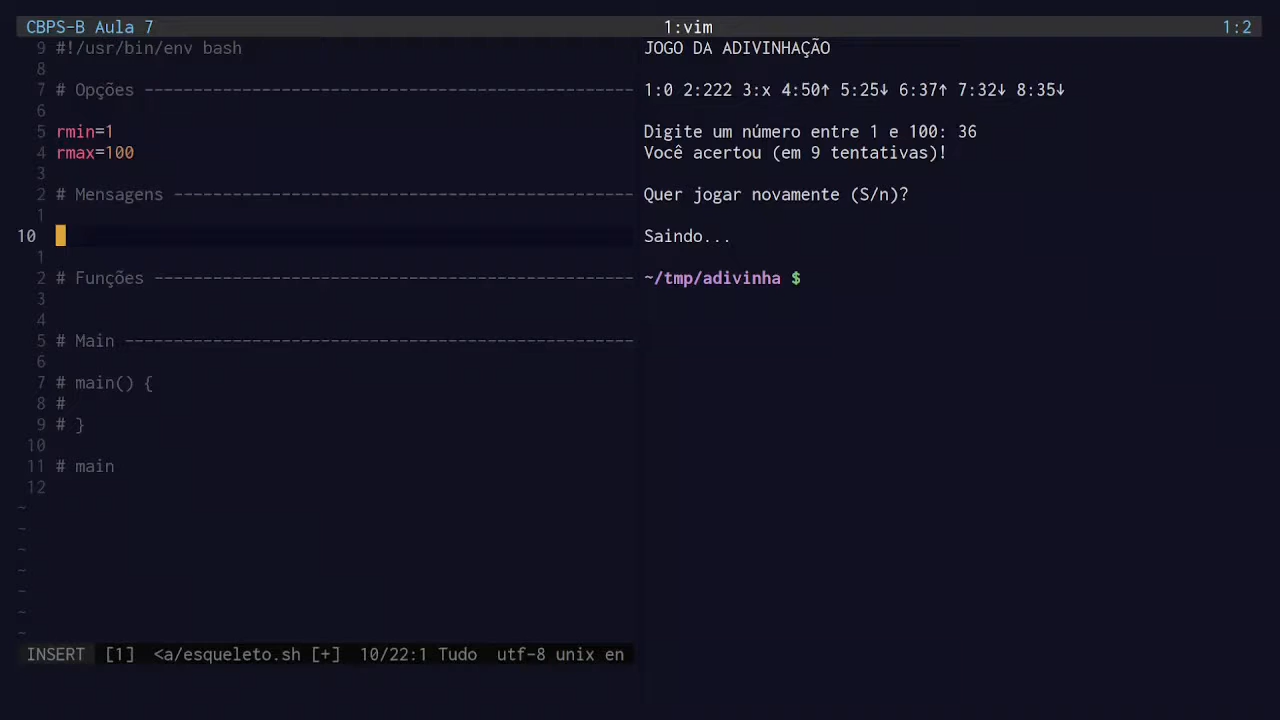 CBPS-B Aula 7 1:vim 1:2
9 #!/usr/bin/env bash
8
7 # Opções --------------------------------------------------
6
5 rmin=1
4 rmax=100
3
2 # Mensagens -----------------------------------------------
1
10
1
2 # Funções -------------------------------------------------
3
4
5 # Main ----------------------------------------------------
6
7 # main() {
8 #
9 # }
10
11 # main
12
~
~
~
~
~
~
~
INSERT [1] <a/esqueleto.sh [+] 10/22:1 Tudo utf-8 unix en
JOGO DA ADIVINHAÇÃO
1:0 2:222 3:x 4:50↑ 5:25↓ 6:37↑ 7:32↓ 8:35↓
Digite um número entre 1 e 100: 36
Você acertou (em 9 tentativas)!
Quer jogar novamente (S/n)?
Saindo...
~/tmp/adivinha $